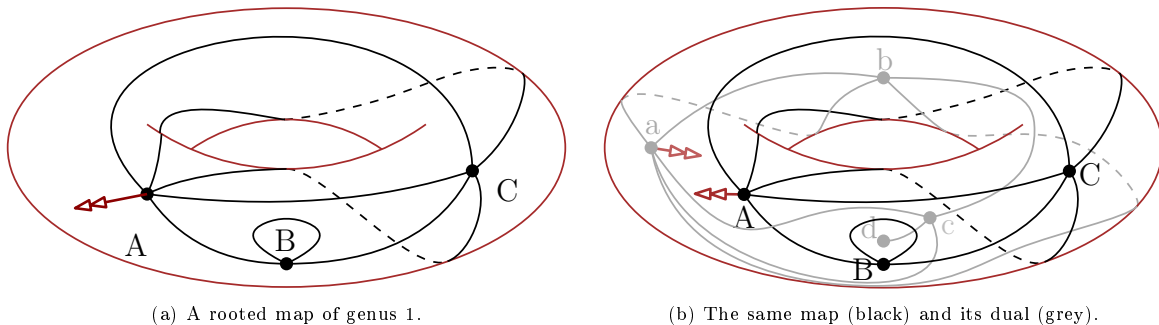 b
a
C
C
A
B
A
d
c
B
(a) A rooted map of genus 1.
(b) The same map (black) and its dual (grey).